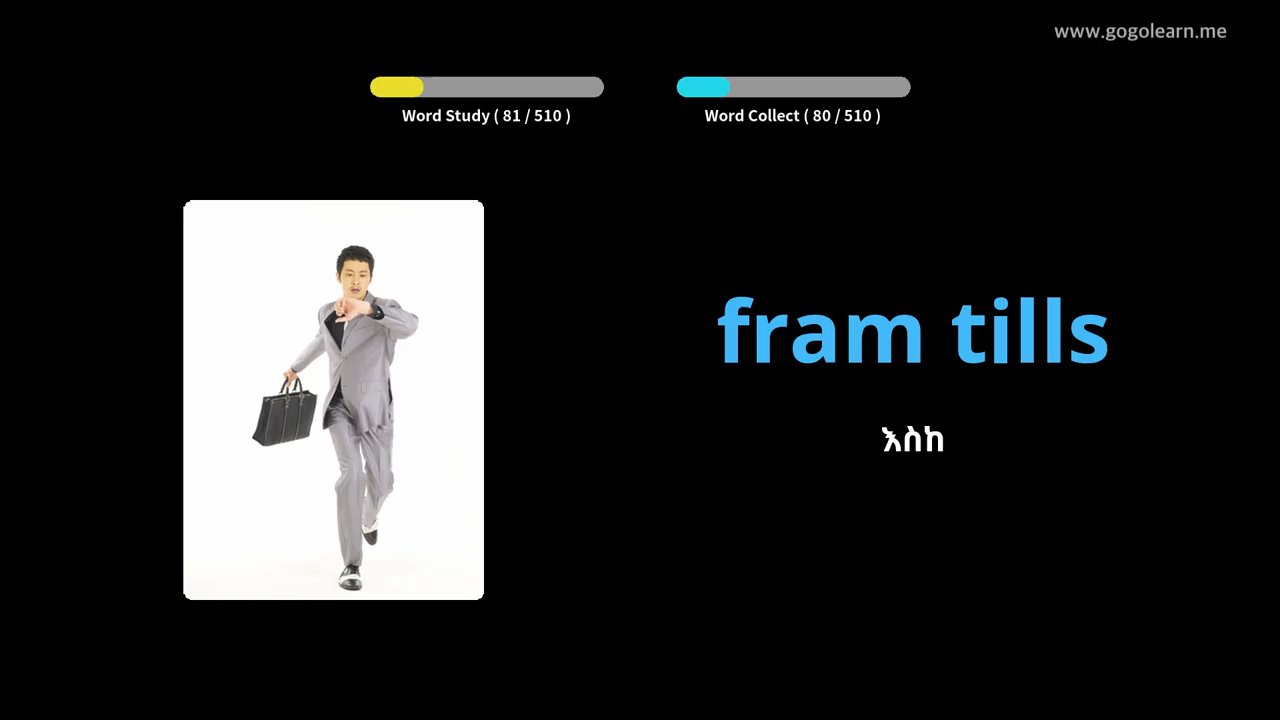 www.gogolearn.me
Word Study ( 81 / 510 )
Word Collect ( 80 / 510 )
fram tills
እስከ